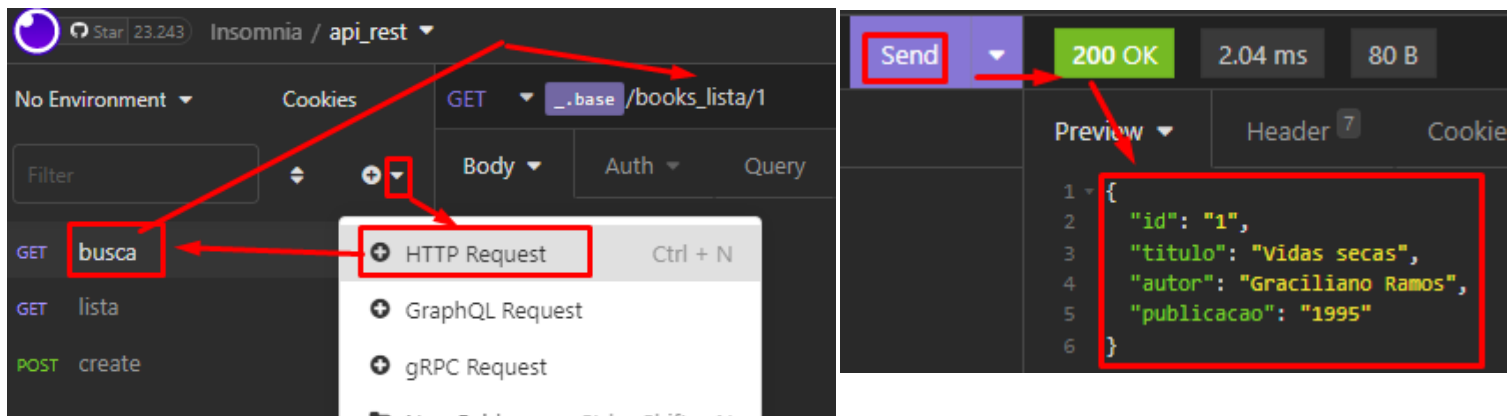 Star 23.243 Insomnia / api_rest
No Environment Cookies GET _.base /books_lista/1
Filter Body Auth Query
GET busca
HTTP Request Ctrl + N
GET lista
GraphQL Request
POST create
gRPC Request
Send 200 OK 2.04 ms 80 B
Preview Header 7 Cookie
1 {
2 "id": "1",
3 "titulo": "Vidas secas",
4 "autor": "Graciliano Ramos",
5 "publicacao": "1995"
6 }